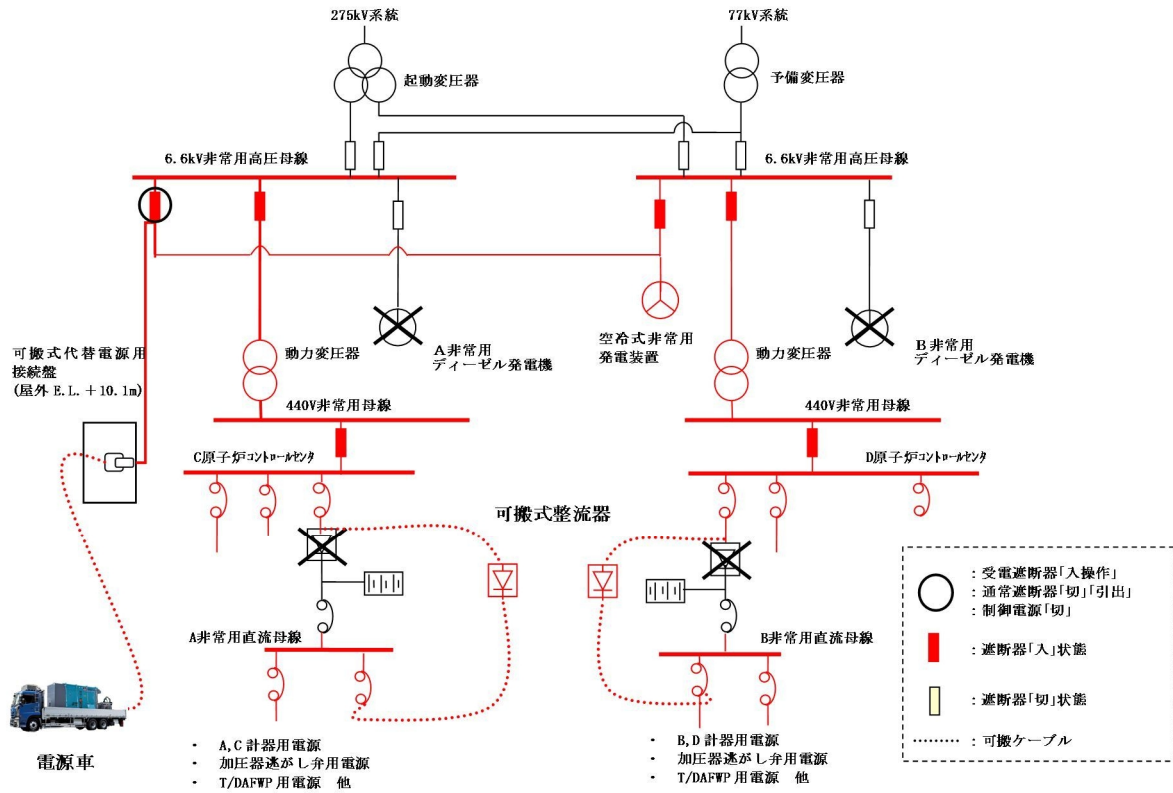 275kV系統
77kV系統
起動変圧器
予備変圧器
6.6kV非常用高圧母線
6.6kV非常用高圧母線
可搬式代替電源用
接続盤
(屋外 E.L.＋10.1m)
動力変圧器
A非常用
ディーゼル発電機
空冷式非常用
発電装置
動力変圧器
B非常用
ディーゼル発電機
440V非常用母線
440V非常用母線
C原子炉コントロールセンタ
D原子炉コントロールセンタ
可搬式整流器
A非常用直流母線
B非常用直流母線
電源車
・ A,C 計器用電源
・ 加圧器逃がし弁用電源
・ T/DAFWP 用電源 他
・ B,D 計器用電源
・ 加圧器逃がし弁用電源
・ T/DAFWP 用電源 他
：受電遮断器「入操作」
：通常遮断器「切」「引出」
：制御電源「切」
：遮断器「入」状態
：遮断器「切」状態
：可搬ケーブル